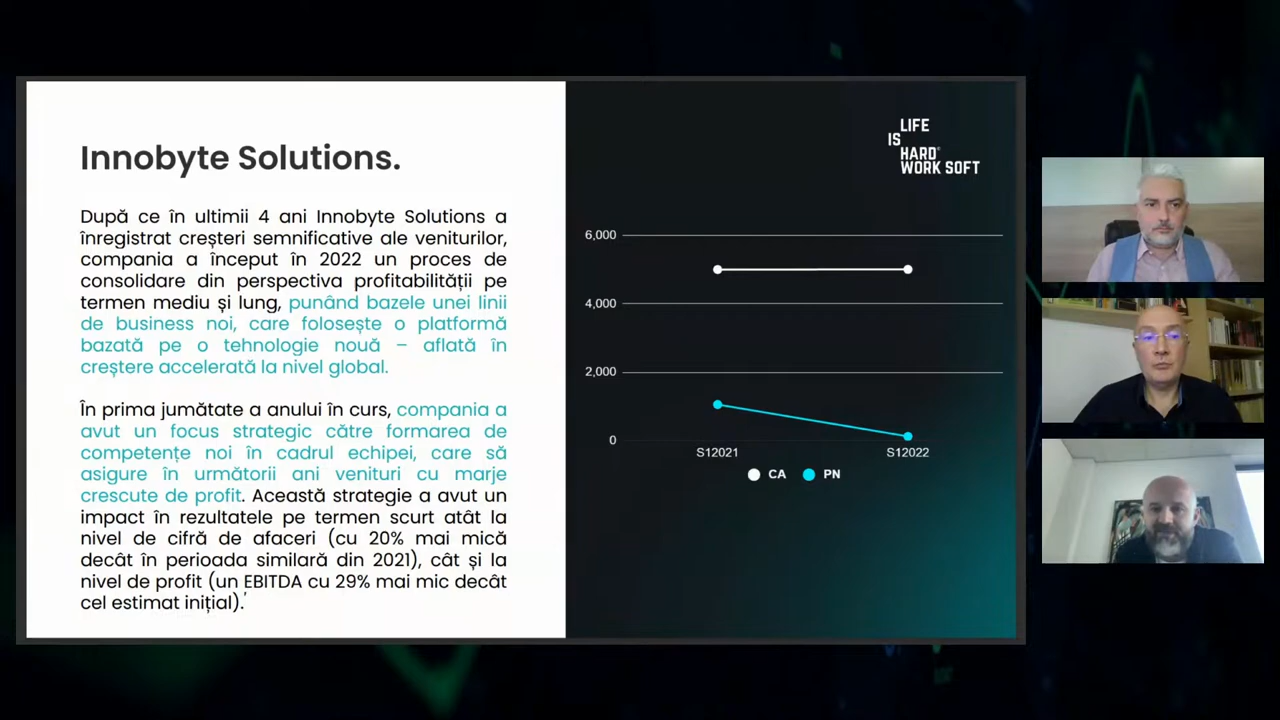 Innobyte Solutions.
După ce în ultimii 4 ani Innobyte Solutions a
înregistrat creșteri semnificative ale veniturilor,
compania a început în 2022 un proces de
consolidare din perspectiva profitabilității pe
termen mediu și lung, punând bazele unei linii
de business noi, care folosește o platformă
bazată pe o tehnologie nouă – aflată în
creștere accelerată la nivel global.
În prima jumătate a anului în curs, compania a
avut un focus strategic către formarea de
competențe noi în cadrul echipei, care să
asigure în următorii ani venituri cu marje
crescute de profit. Această strategie a avut un
impact în rezultatele pe termen scurt atât la
nivel de cifră de afaceri (cu 20% mai mică
decât în perioada similară din 2021), cât și la
nivel de profit (un EBITDA cu 29% mai mic decât
cel estimat inițial).'
LIFE
IS
HARD®
WORK SOFT
6,000
4,000
2,000
0
S12021 S12022
CA PN